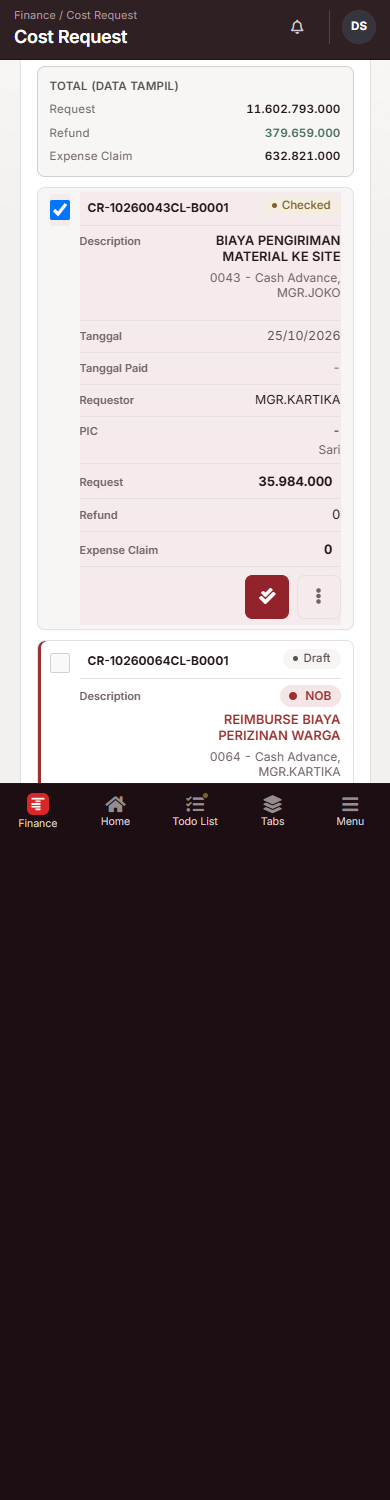 Finance / Cost Request
Cost Request
DS
TOTAL (DATA TAMPIL)
Request 11.602.793.000
Refund 379.659.000
Expense Claim 632.821.000
CR-10260043CL-B0001 Checked
Description BIAYA PENGIRIMAN
MATERIAL KE SITE
0043 - Cash Advance,
MGR.JOKO
Tanggal 25/10/2026
Tanggal Paid -
Requestor MGR.KARTIKA
PIC -
Sari
Request 35.984.000
Refund 0
Expense Claim 0
CR-10260064CL-B0001 Draft
Description NOB
REIMBURSE BIAYA
PERIZINAN WARGA
0064 - Cash Advance,
MGR.KARTIKA
Finance Home Todo List Tabs Menu